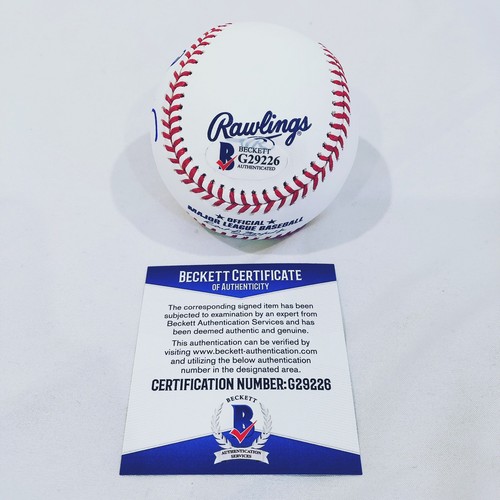 Rawlings
BECKETT
B G29226
AUTHENTICATED
OFFICIAL
MAJOR LEAGUE BASEBALL
BECKETT CERTIFICATE
OF AUTHENTICITY
The corresponding signed item has been
subjected to examination by an expert from
Beckett Authentication Services and has
been deemed authentic and genuine.
This authentication can be verified by
visiting www.beckett-authentication.com
and utilizing the below authentication
number in the designated area.
CERTIFICATION NUMBER:G29226
BECKETT
B
AUTHENTICATION
SERVICES